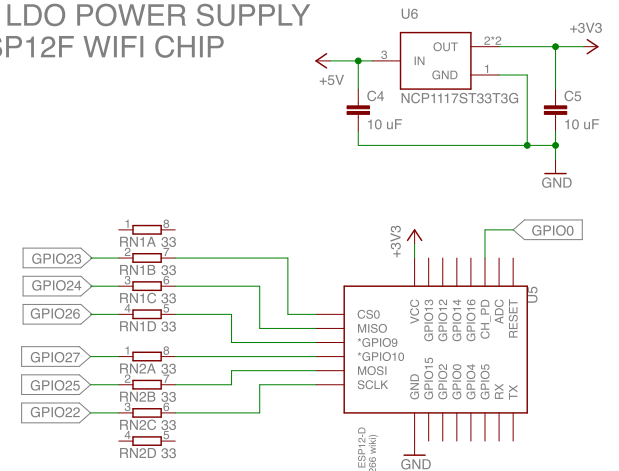 LDO POWER SUPPLY
SP12F WIFI CHIP
U6
OUT
2*2
+3V3
3
IN
+5V
GND
1
C4
NCP1117ST33T3G
C5
10 uF
10 uF
GND
1 8
RN1A 33
GPIO23
2 7
RN1B 33
GPIO24
3 6
RN1C 33
GPIO26
4 5
RN1D 33
GPIO27
1 8
RN2A 33
GPIO25
2 7
RN2B 33
GPIO22
3 6
RN2C 33
4 5
RN2D 33
+3V3
GPIO0
U5
VCC
GPIO13
GPIO12
GPIO14
GPIO16
CH_PD
ADC
RESET
CS0
MISO
*GPIO9
*GPIO10
MOSI
SCLK
GND
GPIO15
GPIO2
GPIO0
GPIO4
GPIO5
RX
TX
ESP12-D
266 wiki)
GND